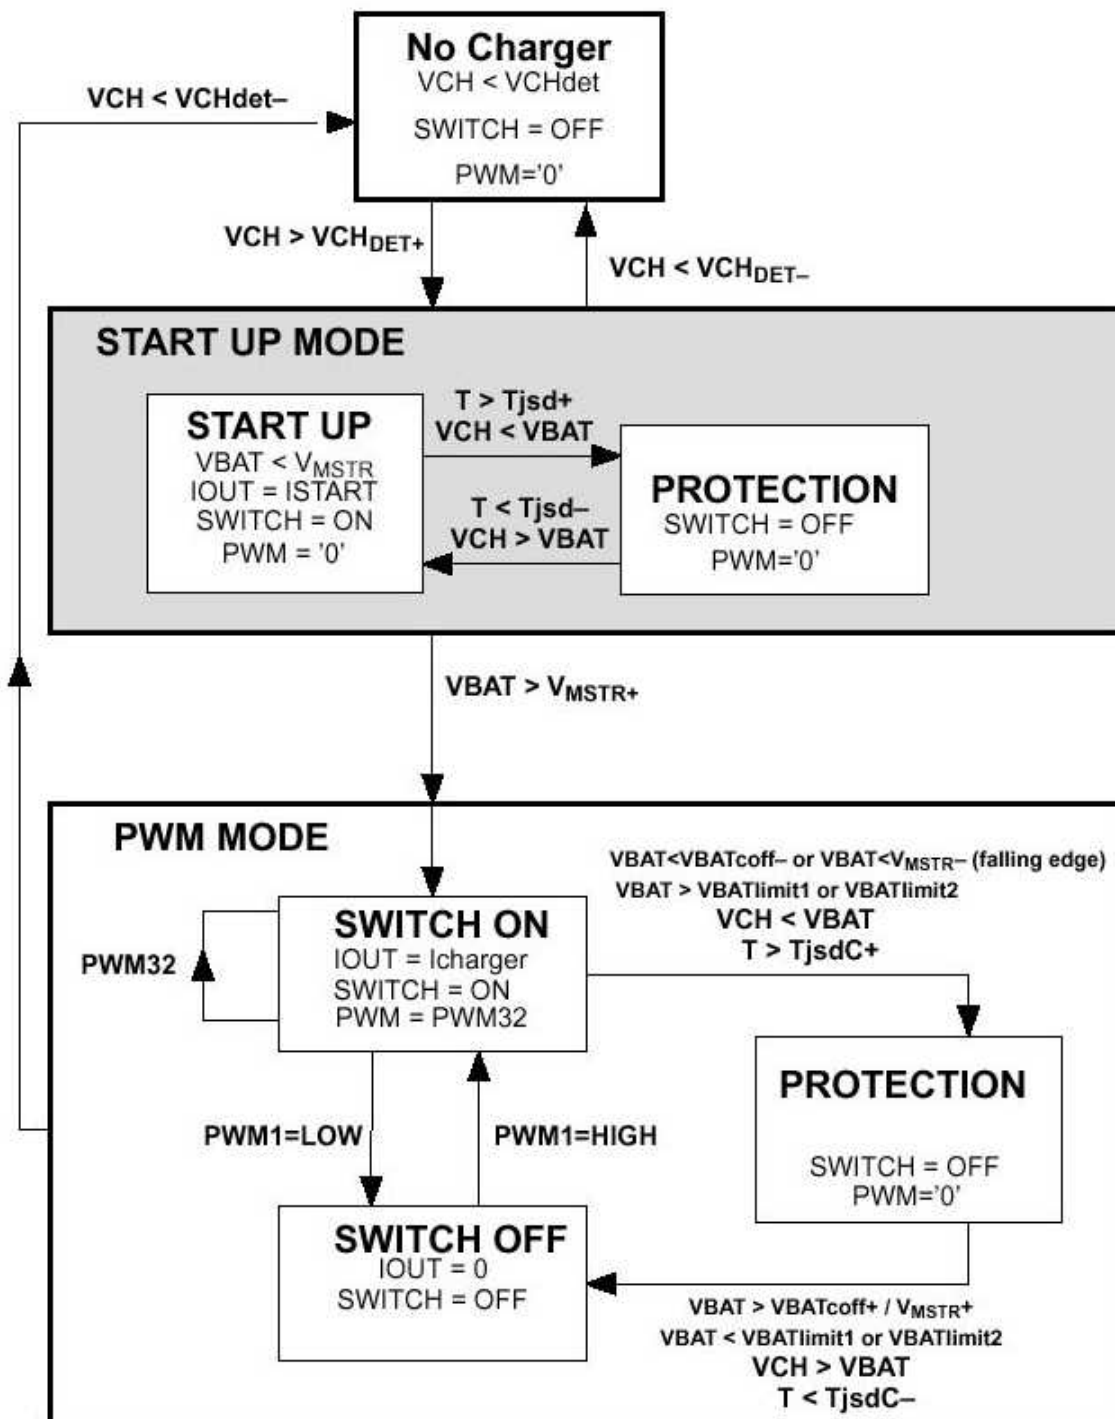 No Charger
VCH < VCHdet
SWITCH = OFF
PWM='0'
VCH < VCHdet–
VCH > VCHDET+
VCH < VCHDET–
START UP MODE
START UP
VBAT < VMSTR
IOUT = ISTART
SWITCH = ON
PWM = '0'
T > Tjsd+
VCH < VBAT
T < Tjsd–
VCH > VBAT
PROTECTION
SWITCH = OFF
PWM='0'
VBAT > VMSTR+
PWM MODE
VBAT<VBATcoff– or VBAT<VMSTR– (falling edge)
VBAT > VBATlimit1 or VBATlimit2
VCH < VBAT
T > TjsdC+
SWITCH ON
IOUT = Icharger
SWITCH = ON
PWM = PWM32
PWM32
PWM1=LOW
PWM1=HIGH
PROTECTION
SWITCH = OFF
PWM='0'
SWITCH OFF
IOUT = 0
SWITCH = OFF
VBAT > VBATcoff+ / VMSTR+
VBAT < VBATlimit1 or VBATlimit2
VCH > VBAT
T < TjsdC–